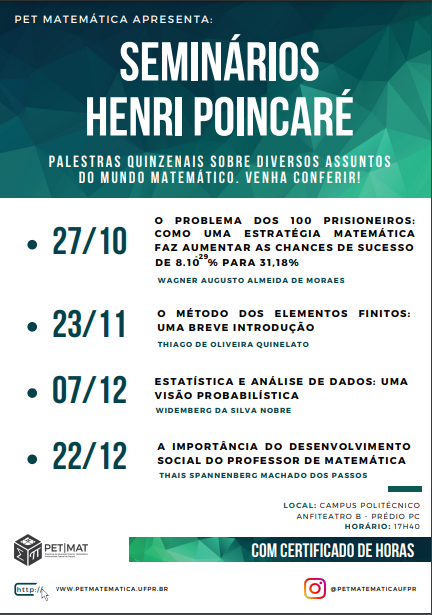 PET MATEMÁTICA APRESENTA:
SEMINÁRIOS
HENRI POINCARÉ
PALESTRAS QUINZENAIS SOBRE DIVERSOS ASSUNTOS
DO MUNDO MATEMÁTICO. VENHA CONFERIR!
27/10
O PROBLEMA DOS 100 PRISIONEIROS:
COMO UMA ESTRATÉGIA MATEMÁTICA
FAZ AUMENTAR AS CHANCES DE SUCESSO
DE 8.10⁻²⁹% PARA 31,18%
WAGNER AUGUSTO ALMEIDA DE MORAES
23/11
O MÉTODO DOS ELEMENTOS FINITOS:
UMA BREVE INTRODUÇÃO
THIAGO DE OLIVEIRA QUINELATO
07/12
ESTATÍSTICA E ANÁLISE DE DADOS: UMA
VISÃO PROBABILÍSTICA
WIDEMBERG DA SILVA NOBRE
22/12
A IMPORTÂNCIA DO DESENVOLVIMENTO
SOCIAL DO PROFESSOR DE MATEMÁTICA
THAIS SPANNENBERG MACHADO DOS PASSOS
LOCAL: CAMPUS POLITÉCNICO
ANFITEATRO B - PRÉDIO PC
HORÁRIO: 17H40
PET|MAT
COM CERTIFICADO DE HORAS
http://
WWW.PETMATEMATICA.UFPR.BR
@PETMATEMATICAUFPR